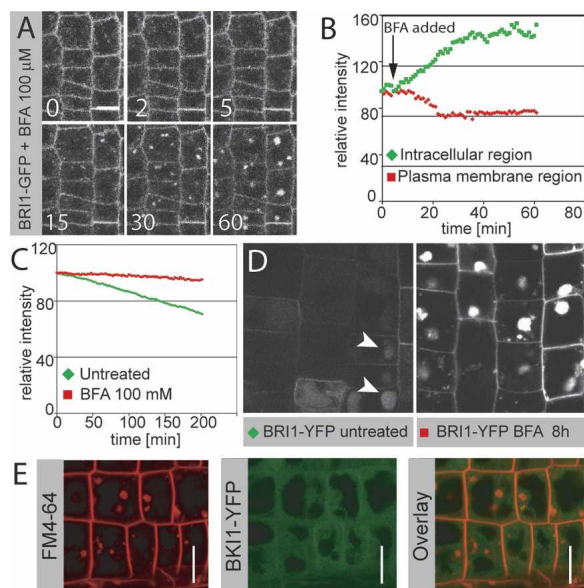 A
BRI1-GFP + BFA 100 µM
0
2
5
15
30
60
B
160
120
80
40
0
relative intensity
BFA added
Intracellular region
Plasma membrane region
0
20
40
60
80
time [min]
C
120
80
40
0
relative intensity
Untreated
BFA 100 mM
0
50
100
150
200
time [min]
D
BRI1-YFP untreated
BRI1-YFP BFA 8h
E
FM4-64
BKI1-YFP
Overlay